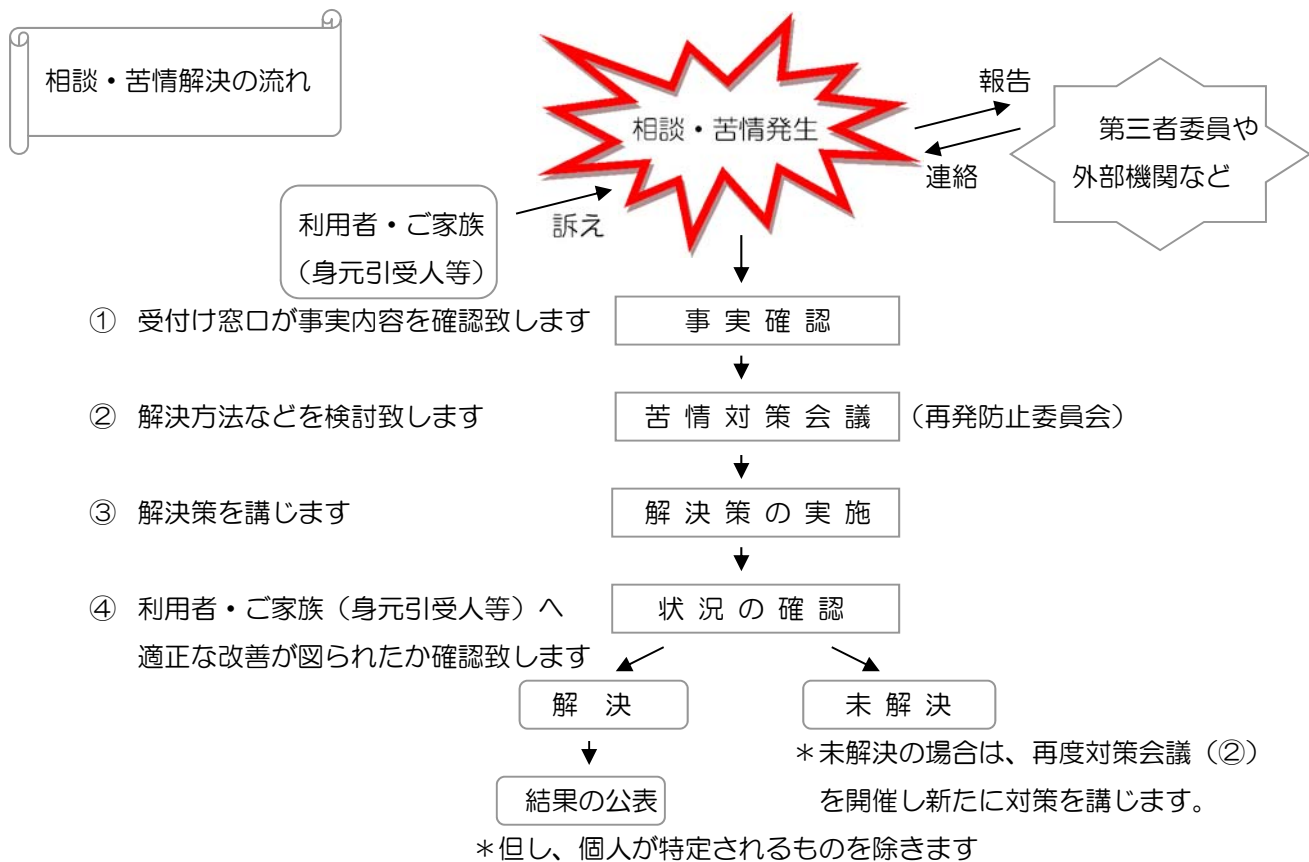 相談・苦情解決の流れ
相談・苦情発生
報告
連絡
第三者委員や
外部機関など
利用者・ご家族
（身元引受人等）
訴え
① 受付け窓口が事実内容を確認致します
事 実 確 認
② 解決方法などを検討致します
苦 情 対 策 会 議 （再発防止委員会）
③ 解決策を講じます
解 決 策 の 実 施
④ 利用者・ご家族（身元引受人等）へ
適正な改善が図られたか確認致します
状 況 の 確 認
解　決
未 解 決
＊未解決の場合は、再度対策会議（②）
を開催し新たに対策を講じます。
結果の公表
＊但し、個人が特定されるものを除きます